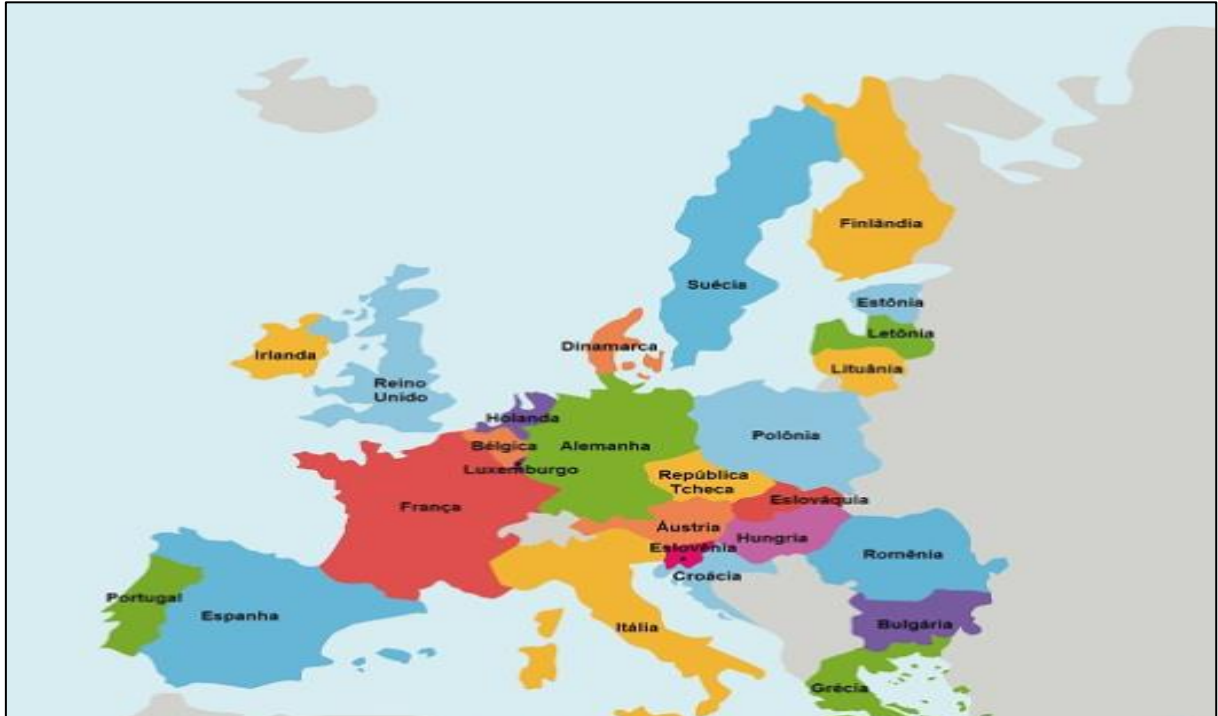 Finlândia
Suécia
Estônia
Letônia
Dinamarca
Irlanda
Lituânia
Reino
Unido
Holanda
Polônia
Bélgica
Alemanha
Luxemburgo
República
Tcheca
Eslováquia
França
Áustria
Hungria
Eslovênia
Romênia
Croácia
Portugal
Espanha
Itália
Bulgária
Grécia